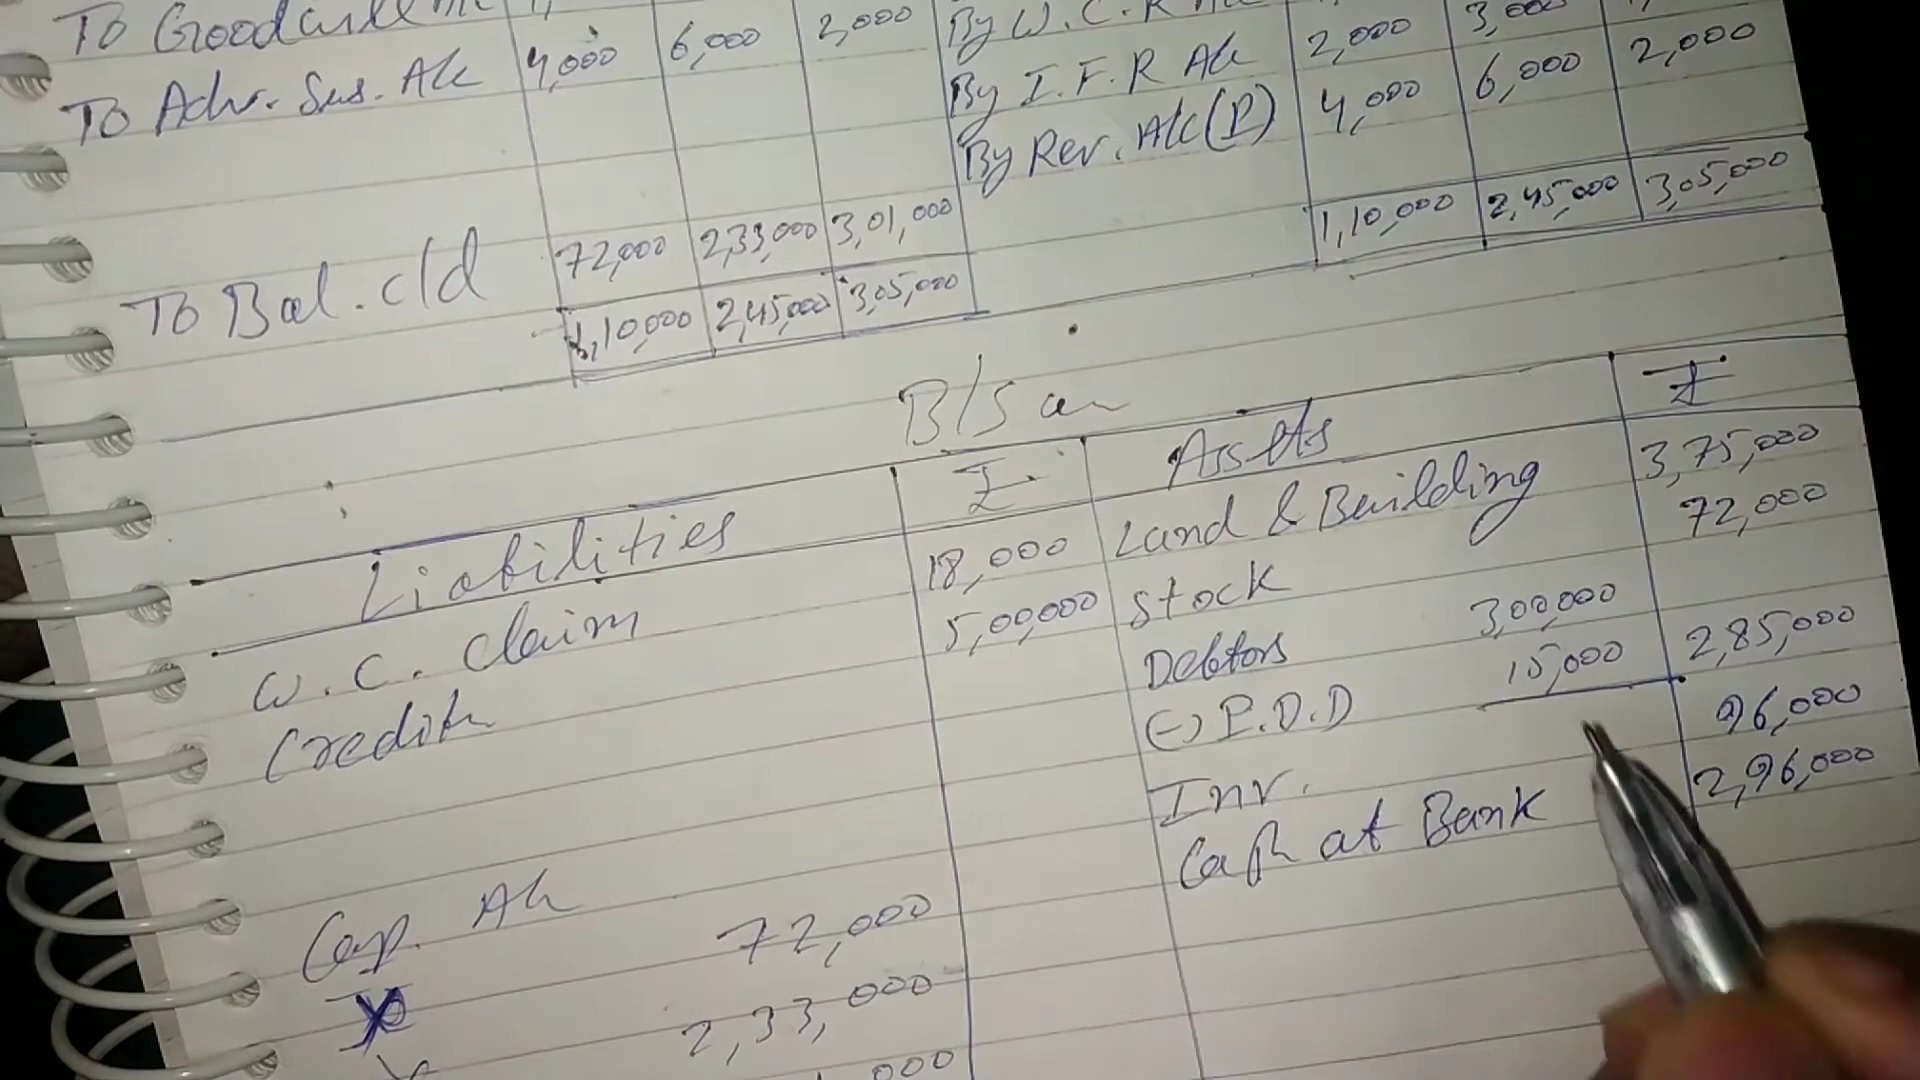 To Goodwill A/c
By W.C.R A/c 3,000
To Adv. Sus. A/c 4,000 6,000 2,000
By I.F.R A/c 2,000 3,000
By Rev. A/c (P) 4,000 6,000 2,000
To Bal. c/d 72,000 2,33,000 3,01,000
1,10,000 2,45,000 3,05,000
1,10,000 2,45,000 3,05,000
B/S
Liabilities ₹ Assets ₹
W.C. Claim 18,000 Land & Building 3,75,000
Credit 5,00,000 Stock 72,000
Debtors 3,00,000
(-) P.D.D 15,000 2,85,000
Inv. 96,000
Cash at Bank 2,96,000
Cap. A/c
X 72,000
Y 2,33,000
,000